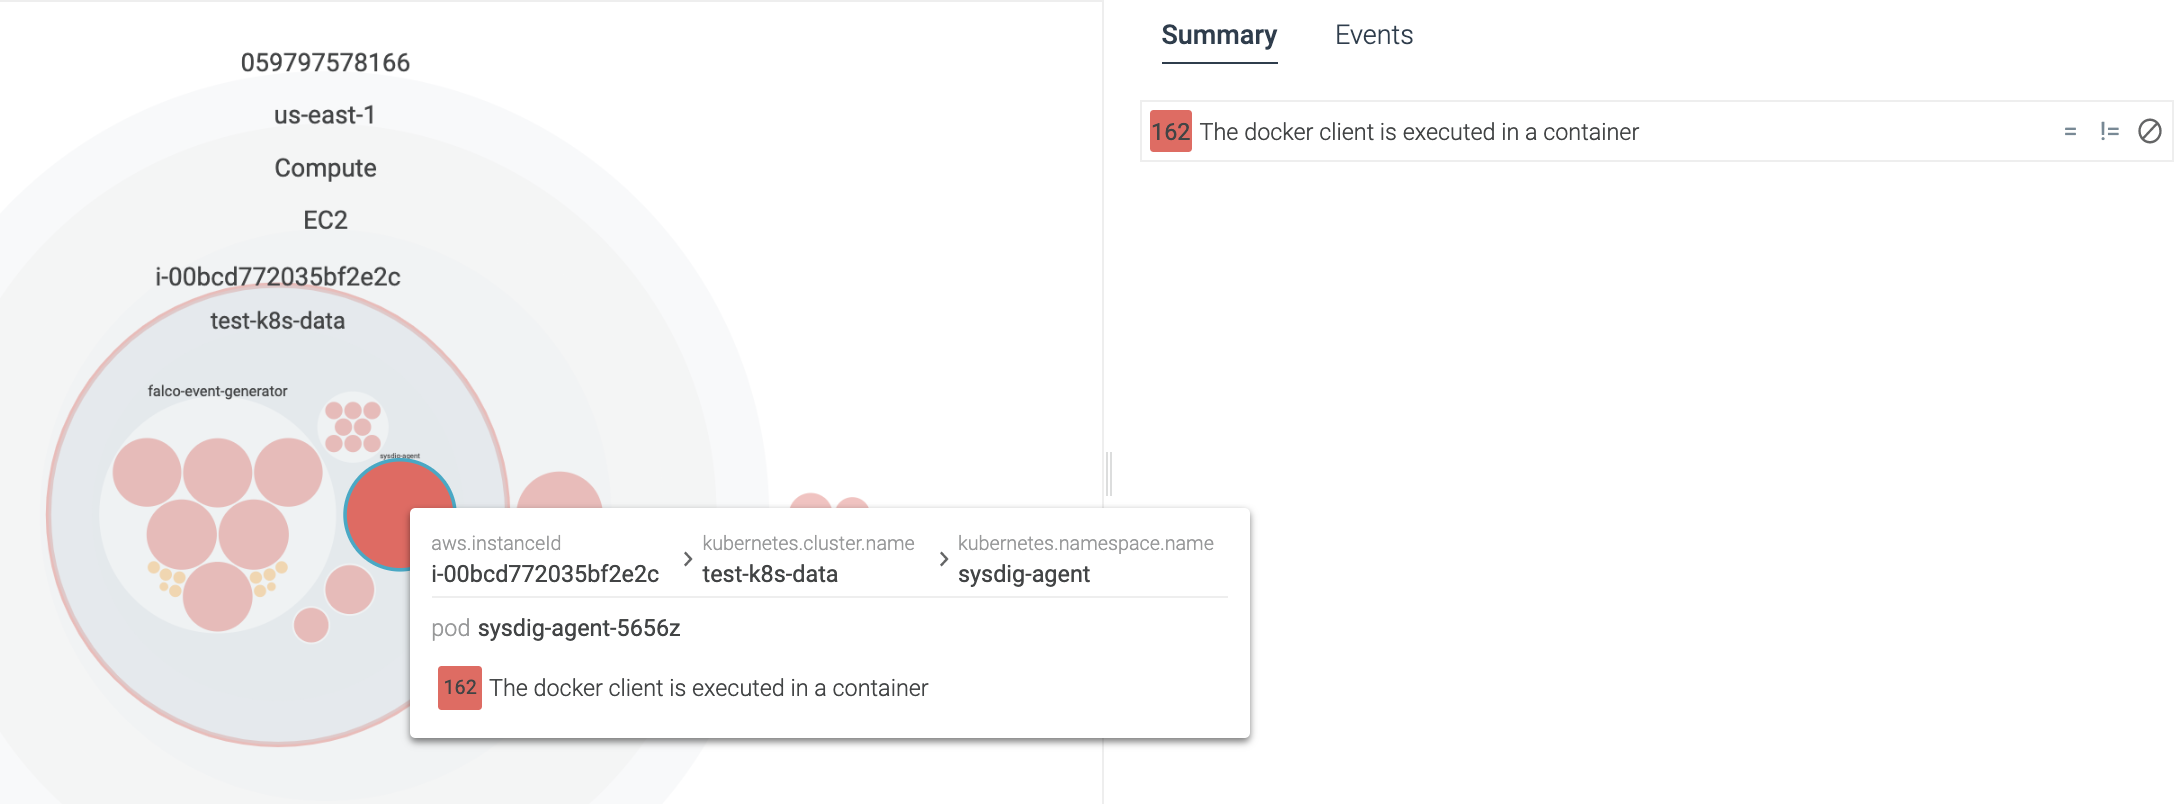 059797578166
us-east-1
Compute
EC2
i-00bcd772035bf2e2c
test-k8s-data
falco-event-generator
sysdig-agent
aws.instanceId > kubernetes.cluster.name > kubernetes.namespace.name
i-00bcd772035bf2e2c test-k8s-data sysdig-agent
pod sysdig-agent-5656z
162 The docker client is executed in a container
Summary Events
162 The docker client is executed in a container = !=